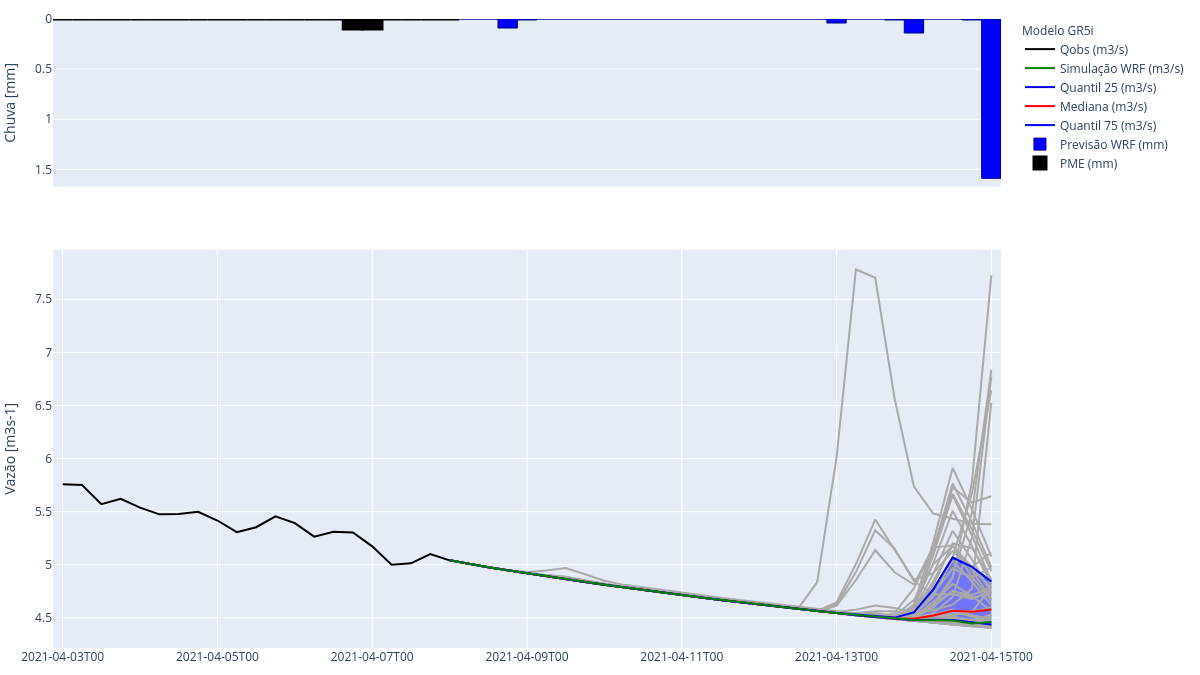 0
0.5
1
1.5
Chuva [mm]
Modelo GR5i
Qobs (m3/s)
Simulação WRF (m3/s)
Quantil 25 (m3/s)
Mediana (m3/s)
Quantil 75 (m3/s)
Previsão WRF (mm)
PME (mm)
7.5
7
6.5
6
5.5
5
4.5
Vazão [m3s-1]
2021-04-03T00
2021-04-05T00
2021-04-07T00
2021-04-09T00
2021-04-11T00
2021-04-13T00
2021-04-15T00